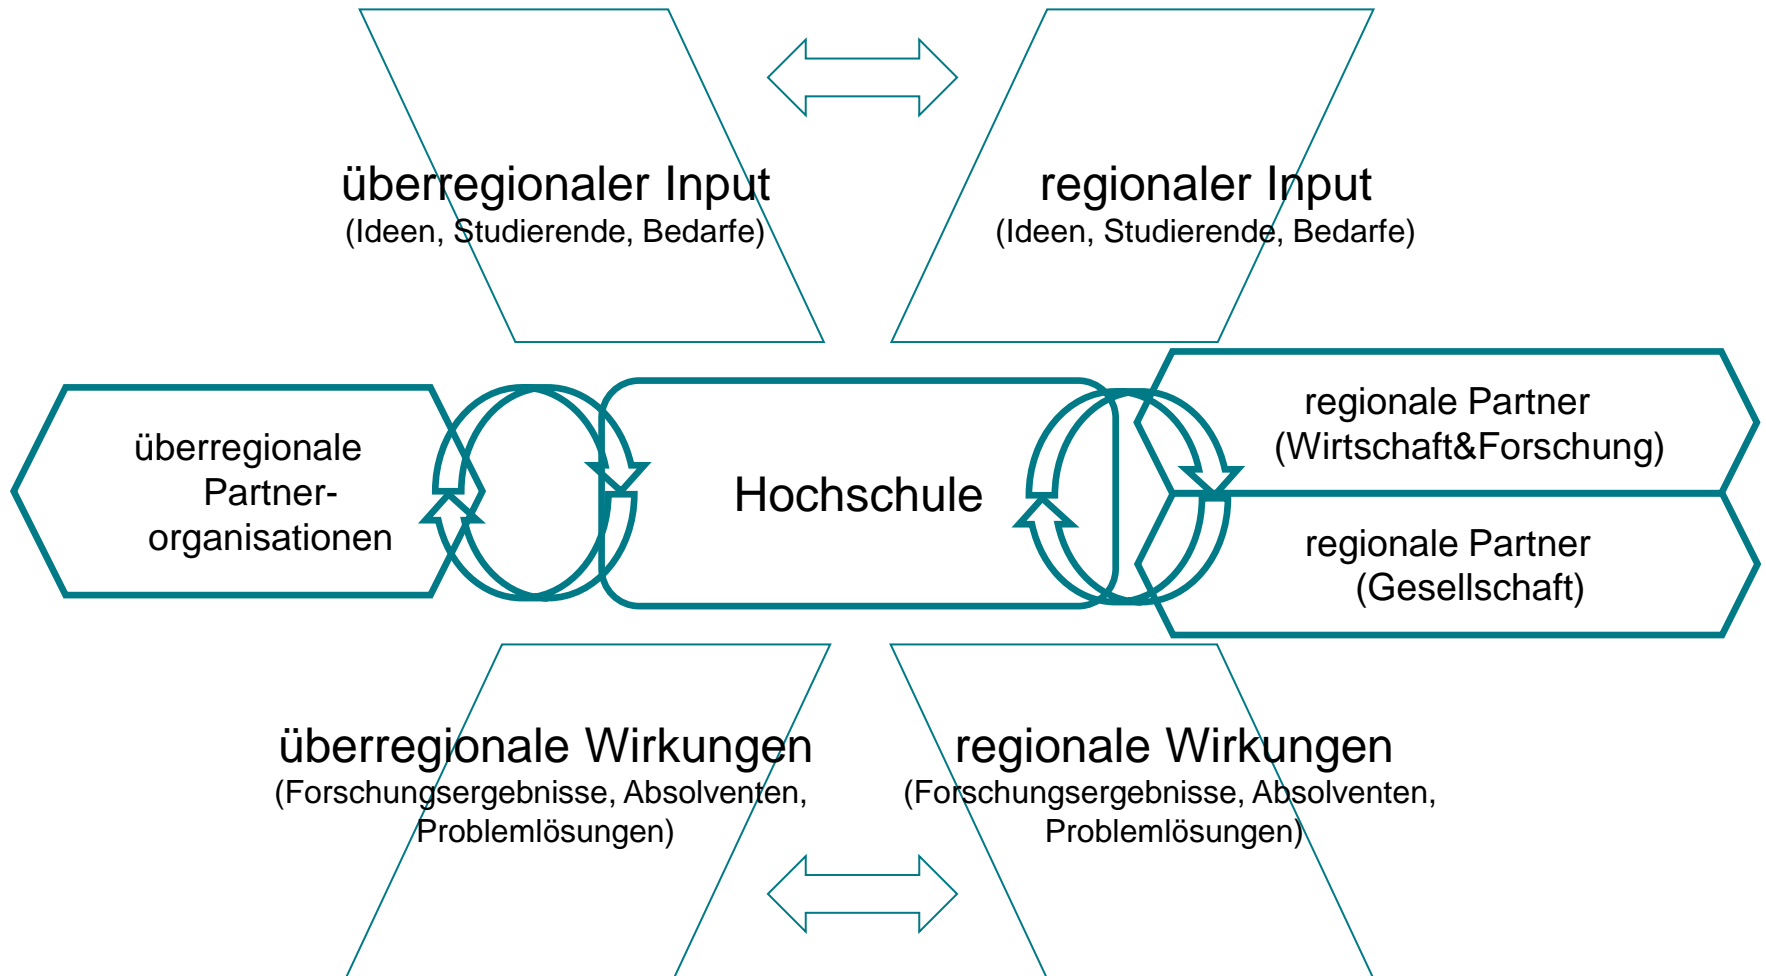 überregionaler Input
(Ideen, Studierende, Bedarfe)
regionaler Input
(Ideen, Studierende, Bedarfe)
überregionale
Partner-
organisationen
Hochschule
regionale Partner
(Wirtschaft&Forschung)
regionale Partner
(Gesellschaft)
überregionale Wirkungen
(Forschungsergebnisse, Absolventen,
Problemlösungen)
regionale Wirkungen
(Forschungsergebnisse, Absolventen,
Problemlösungen)